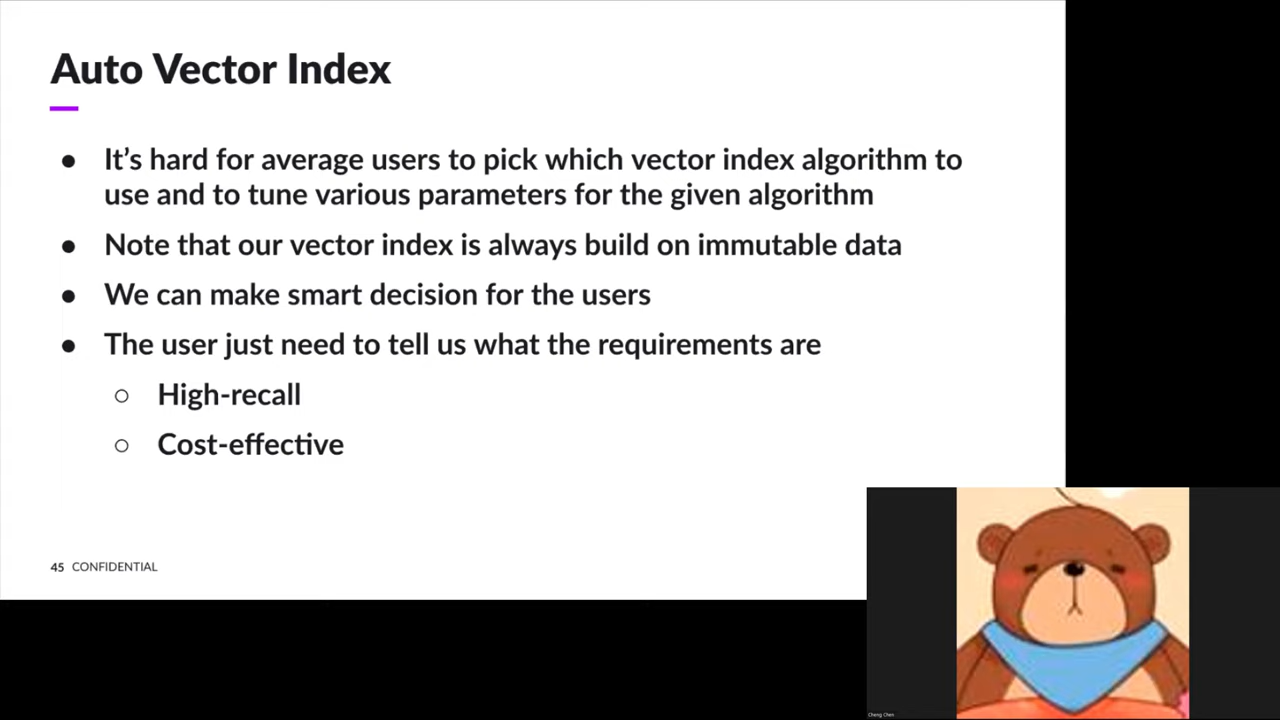 Auto Vector Index
● It’s hard for average users to pick which vector index algorithm to
use and to tune various parameters for the given algorithm
● Note that our vector index is always build on immutable data
● We can make smart decision for the users
● The user just need to tell us what the requirements are
○ High-recall
○ Cost-effective
45 CONFIDENTIAL
Cheng Chen